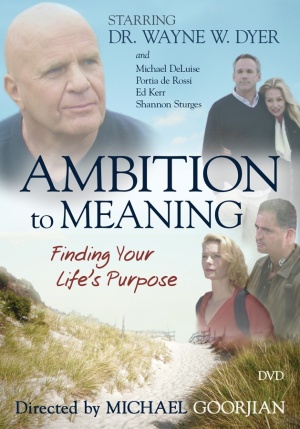 STARRING
DR. WAYNE W. DYER
and
Michael DeLuise
Portia de Rossi
Ed Kerr
Shannon Sturges
AMBITION
to MEANING
Finding Your
Life's Purpose
DVD
Directed by MICHAEL GOORJIAN